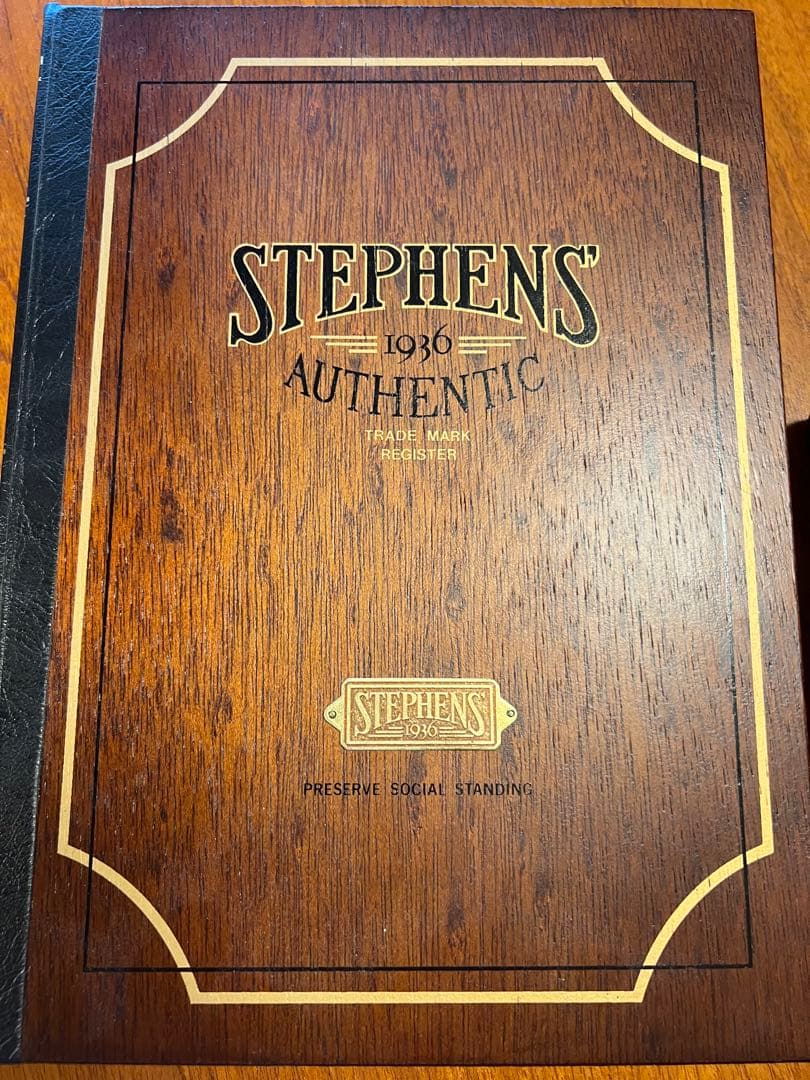 STEPHENS'
1936
AUTHENTIC
TRADE MARK
REGISTER
STEPHENS
1936
PRESERVE SOCIAL STANDING